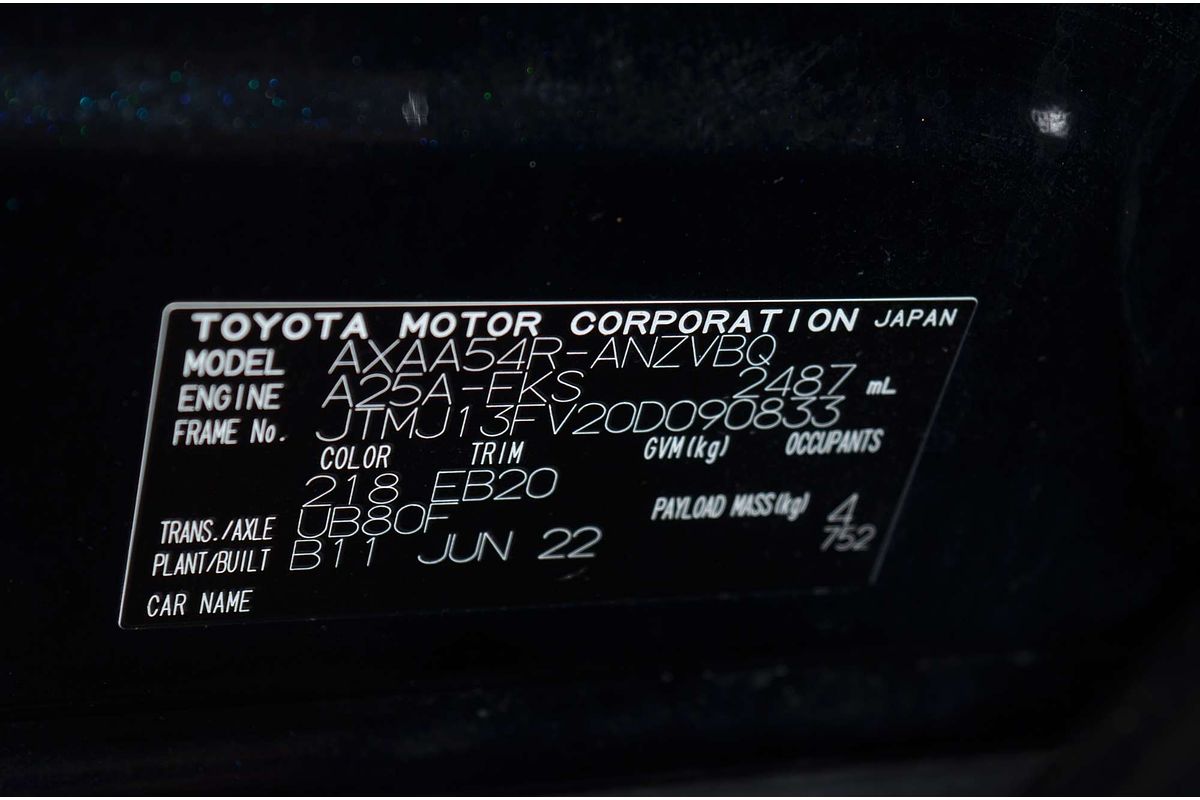 TOYOTA MOTOR CORPORATION JAPAN
MODEL AXAA54R-ANZVBQ
ENGINE A25A-FKS 2487 mL
FRAME No. JTMJ13FV20D090833
COLOR TRIM GVM(kg) OCCUPANTS
218 EB20 4
TRANS./AXLE UB80F PAYLOAD MASS(kg) 752
PLANT/BUILT B11 JUN 22
CAR NAME